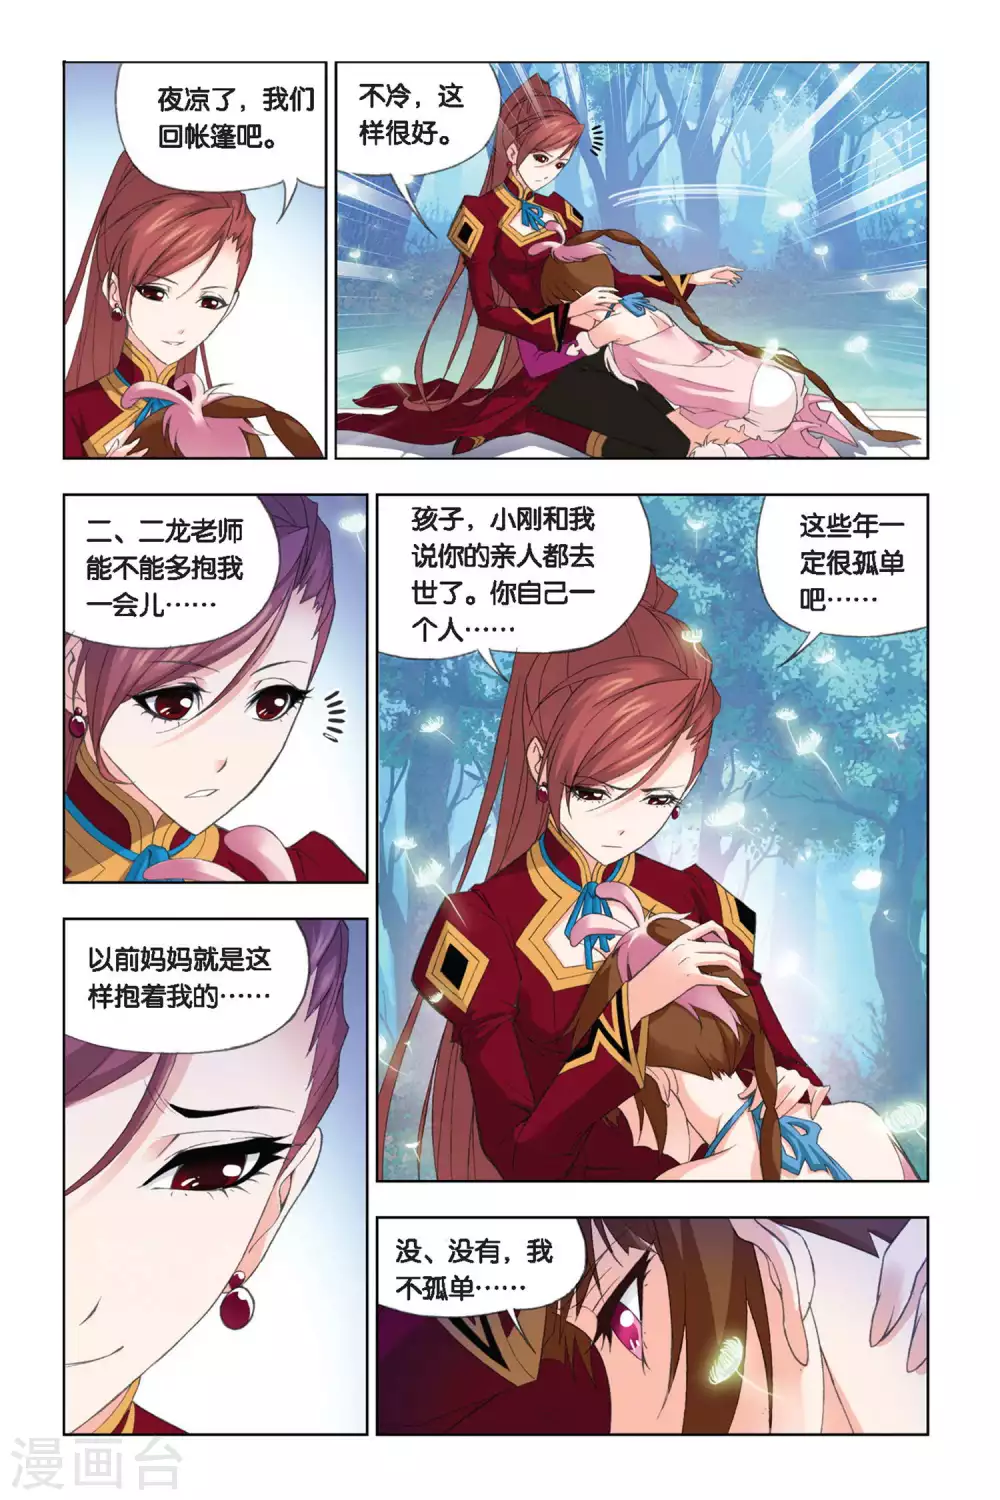 夜凉了，我们
回帐篷吧。
不冷，这
样很好。
二、二龙老师
能不能多抱我
一会儿……
孩子，小刚和我
说你的亲人都去
世了。你自己一
个人……
这些年一
定很孤单
吧……
以前妈妈就是这
样抱着我的……
没、没有，我
不孤单……
漫画台